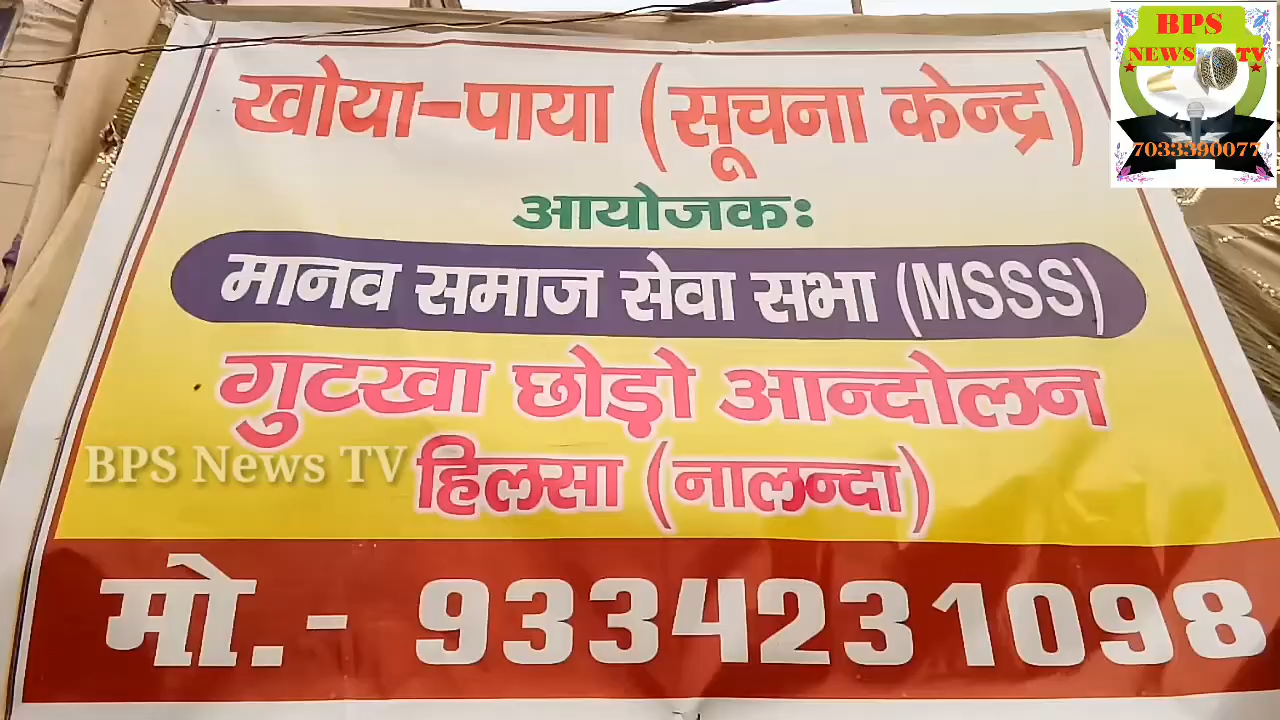 खोया-पाया (सूचना केन्द्र)
आयोजकः
मानव समाज सेवा सभा (MSSS)
गुटखा छोड़ो आन्दोलन
हिलसा (नालन्दा)
मो.- 9334231098
BPS News TV
BPS
NEWS TV
7033390077